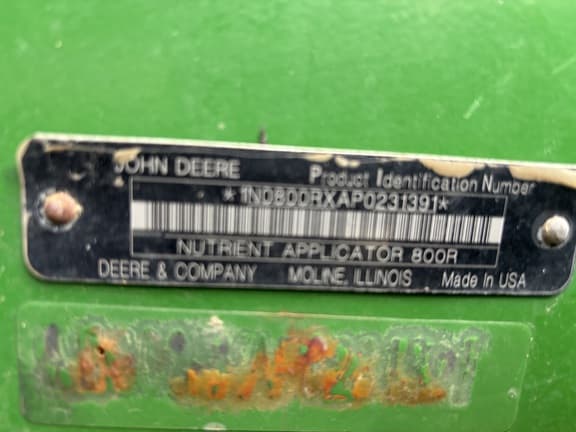 JOHN DEERE Product Identification Number
*1N0800RXAP0231391*
NUTRIENT APPLICATOR 800R
DEERE & COMPANY MOLINE, ILLINOIS Made In USA